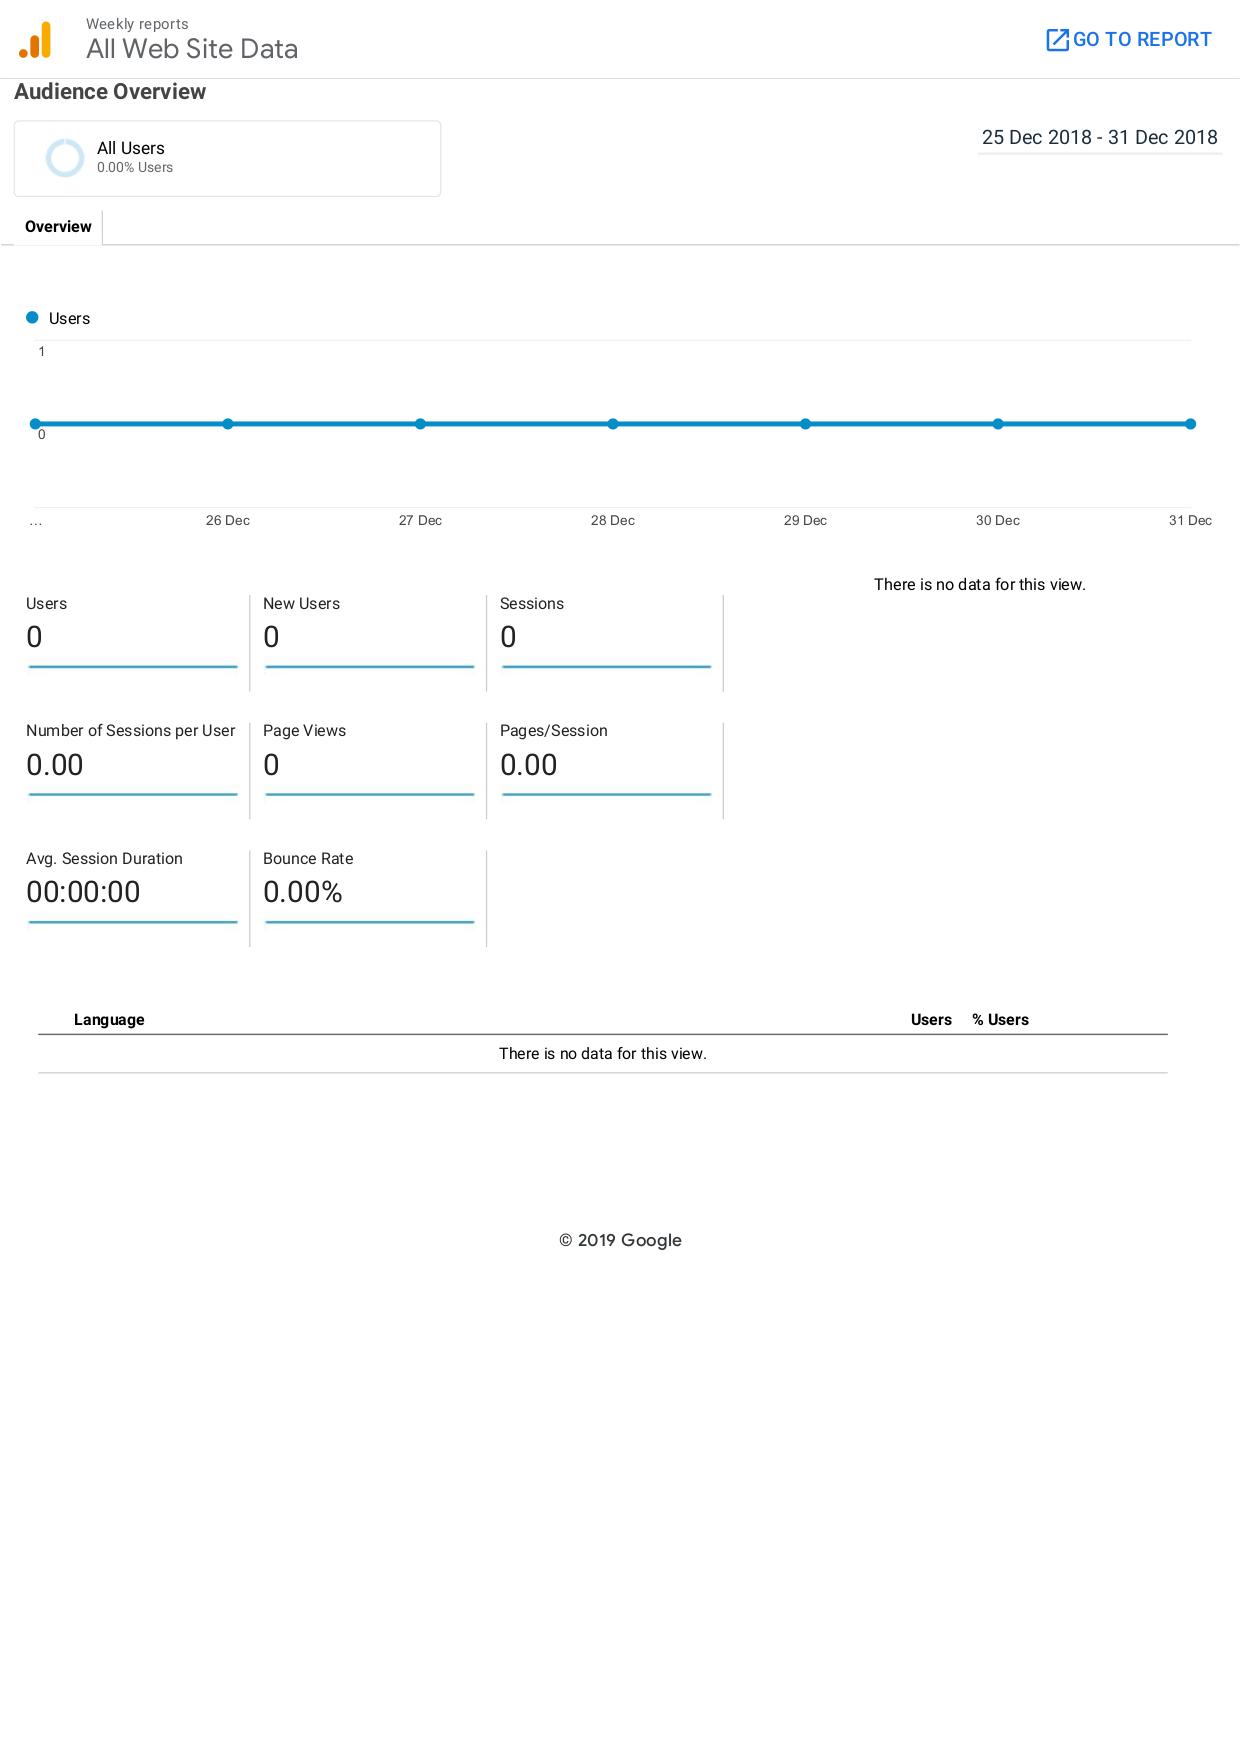 Weekly reports
All Web Site Data
GO TO REPORT
Audience Overview
All Users
0.00% Users
25 Dec 2018 - 31 Dec 2018
Overview
Users
1
0
... 26 Dec 27 Dec 28 Dec 29 Dec 30 Dec 31 Dec
There is no data for this view.
Users New Users Sessions
0 0 0
Number of Sessions per User Page Views Pages/Session
0.00 0 0.00
Avg. Session Duration Bounce Rate
00:00:00 0.00%
Language Users % Users
There is no data for this view.
© 2019 Google